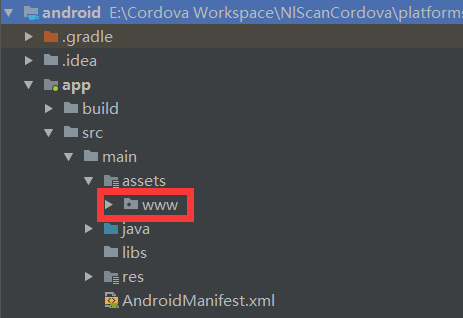 android E:\Cordova Workspace\NlScanCordova\platforms
.gradle
.idea
app
build
src
main
assets
www
java
libs
res
AndroidManifest.xml